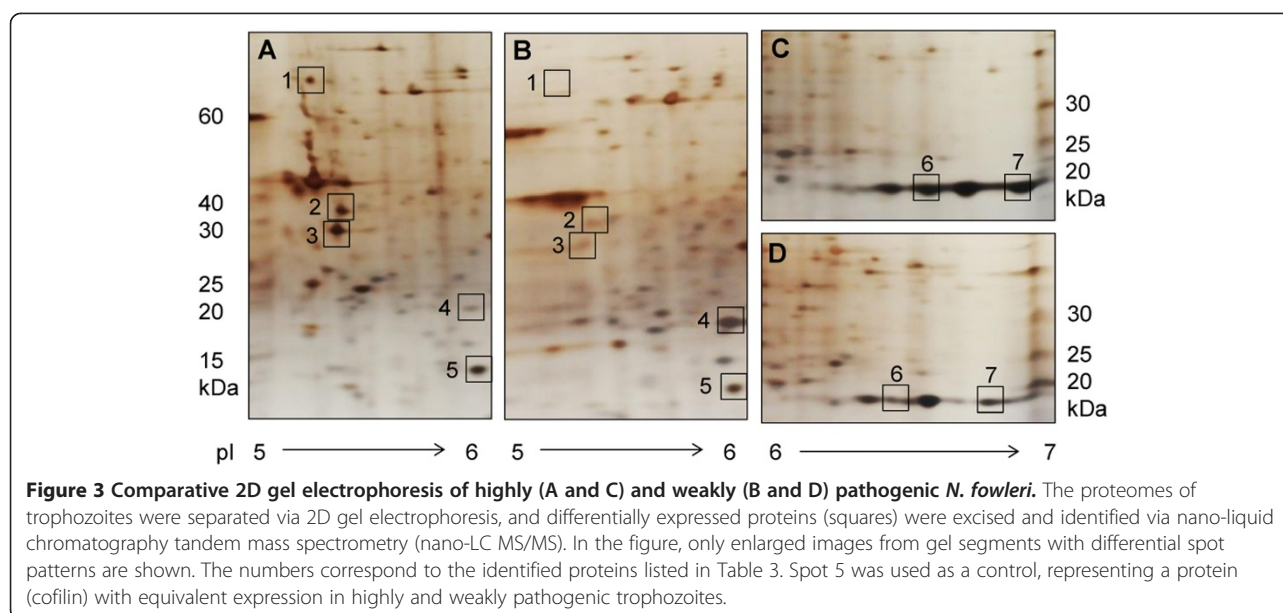 A
1
60
40
2
30
3
25
20
4
15
5
kDa
B
1
2
3
4
5
C
30
25
6
7
20
kDa
D
30
25
6
7
20
kDa
pI 5 6 5 6 6 7
Figure 3 Comparative 2D gel electrophoresis of highly (A and C) and weakly (B and D) pathogenic N. fowleri. The proteomes of
trophozoites were separated via 2D gel electrophoresis, and differentially expressed proteins (squares) were excised and identified via nano-liquid
chromatography tandem mass spectrometry (nano-LC MS/MS). In the figure, only enlarged images from gel segments with differential spot
patterns are shown. The numbers correspond to the identified proteins listed in Table 3. Spot 5 was used as a control, representing a protein
(cofilin) with equivalent expression in highly and weakly pathogenic trophozoites.